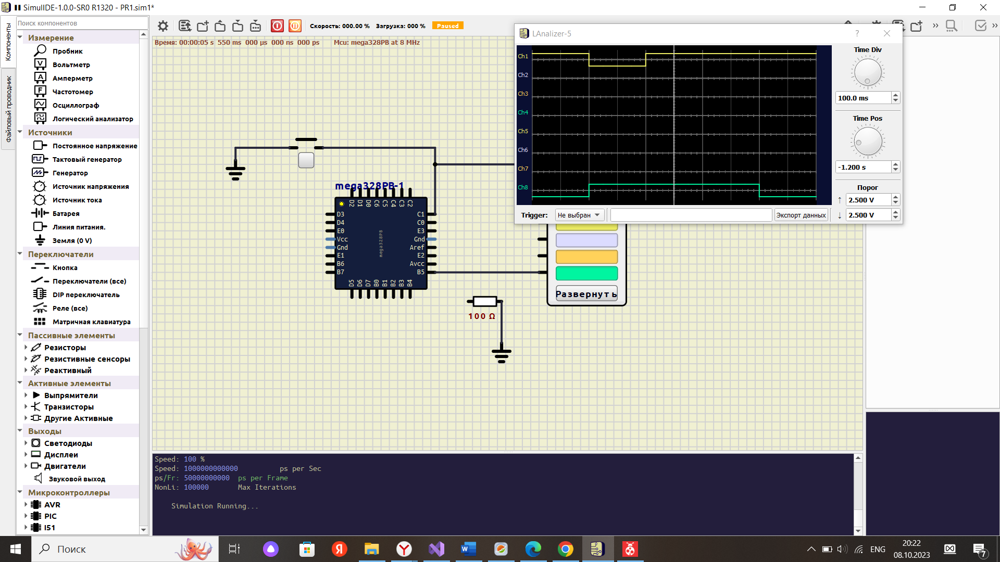 SimulIDE-1.0.0-SR0 R1320 - PR1.sim1*
Компоненты
Файловый проводник
Поиск компонентов
Измерение
Пробник
Вольтметр
Амперметр
Частотомер
Осциллограф
Логический анализатор
Источники
Постоянное напряжение
Тактовый генератор
Генератор
Источник напряжения
Источник тока
Батарея
Линия питания.
Земля (0 V)
Переключатели
Кнопка
Переключатели (все)
DIP переключатель
Реле (все)
Матричная клавиатура
Пассивные элементы
Резисторы
Резистивные сенсоры
Реактивный
Активные элементы
Выпрямители
Транзисторы
Другие Активные
Выходы
Светодиоды
Дисплеи
Двигатели
Звуковой выход
Микроконтроллеры
AVR
PIC
I51
Скорость: 000.00 % Загрузка: 000 % Paused
Время: 00:00:05 s 550 ms 000 µs 000 ns 000 ps Mcu: mega328PB at 8 MHz
mega328PB-1
D2 D1 D0 C6 C5 C4 C3 C2
D3 C1
D4 C0
E0 E3
Vcc Gnd
Gnd Aref
E1 E2
B6 Avcc
B7 B5
mega328PB
D5 D6 D7 B0 B1 B2 B3 B4
100 Ω
Развернуть
LAnalizer-5
?
Ch1
Ch2
Ch3
Ch4
Ch5
Ch6
Ch7
Ch8
Time Div
100.0 ms
Time Pos
-1.200 s
Порог
↑ 2.500 V
↓ 2.500 V
Trigger: Не выбран Экспорт данных
Speed: 100 %
Speed: 1000000000000 ps per Sec
ps/Fr: 50000000000 ps per Frame
NonLi: 100000 Max Iterations
Simulation Running...
Поиск
ENG
20:22
08.10.2023
7